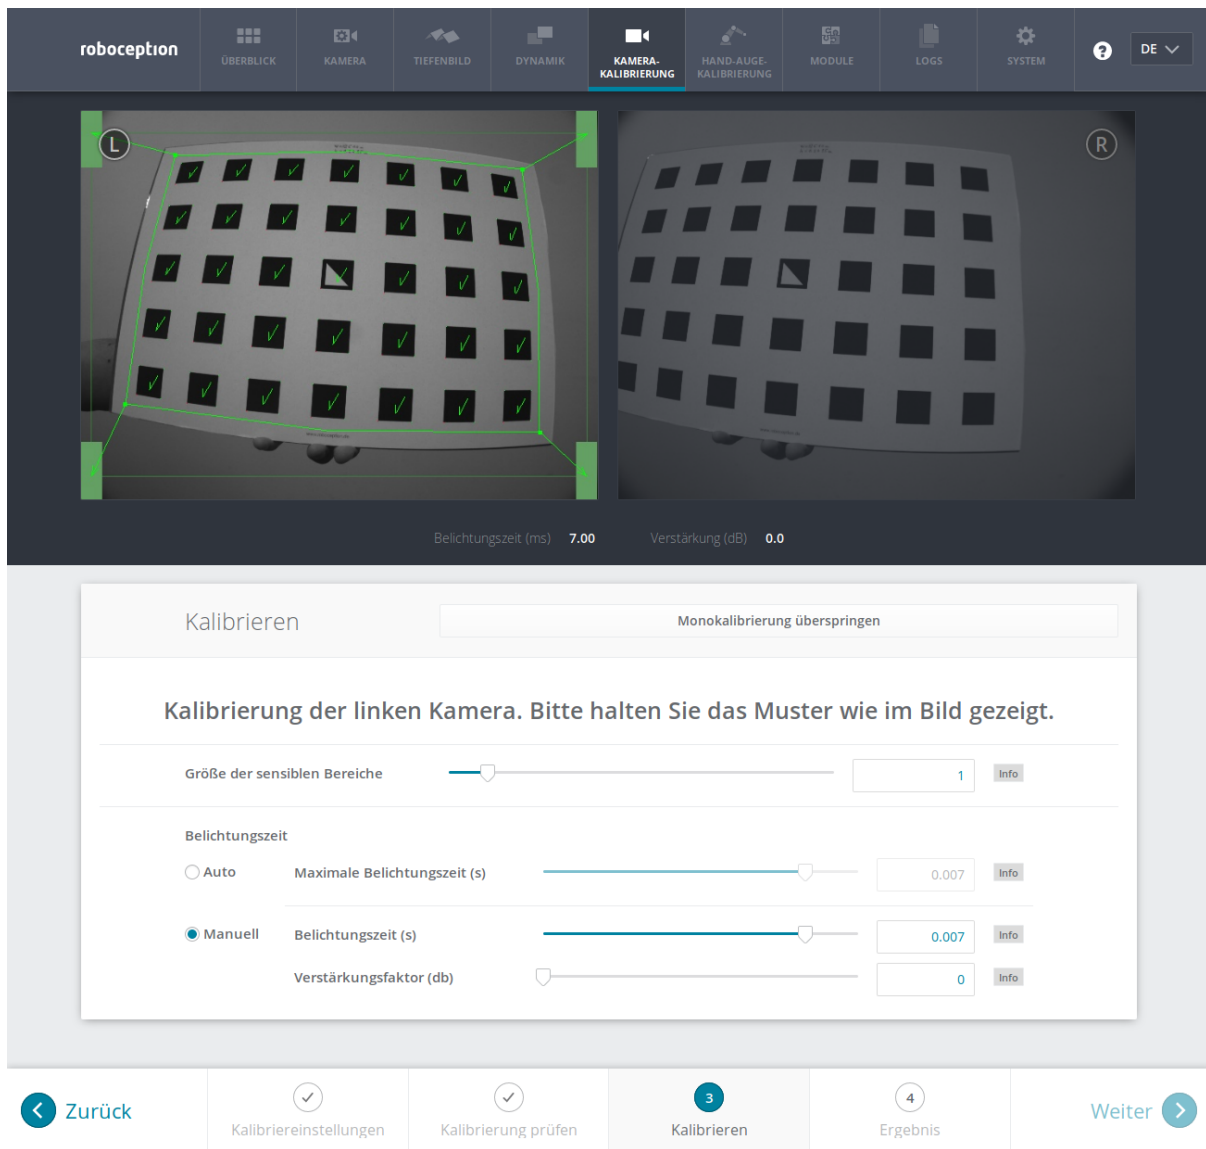 roboception
ÜBERBLICK
KAMERA
TIEFENBILD
DYNAMIK
KAMERA-
KALIBRIERUNG
HAND-AUGE-
KALIBRIERUNG
MODULE
LOGS
SYSTEM
?
DE
L
R
Belichtungszeit (ms) 7.00 Verstärkung (dB) 0.0
Kalibrieren
Monokalibrierung überspringen
Kalibrierung der linken Kamera. Bitte halten Sie das Muster wie im Bild gezeigt.
Größe der sensiblen Bereiche 1 Info
Belichtungszeit
Auto Maximale Belichtungszeit (s) 0.007 Info
Manuell Belichtungszeit (s) 0.007 Info
Verstärkungsfaktor (db) 0 Info
Zurück
Kalibriereinstellungen
Kalibrierung prüfen
3
Kalibrieren
4
Ergebnis
Weiter